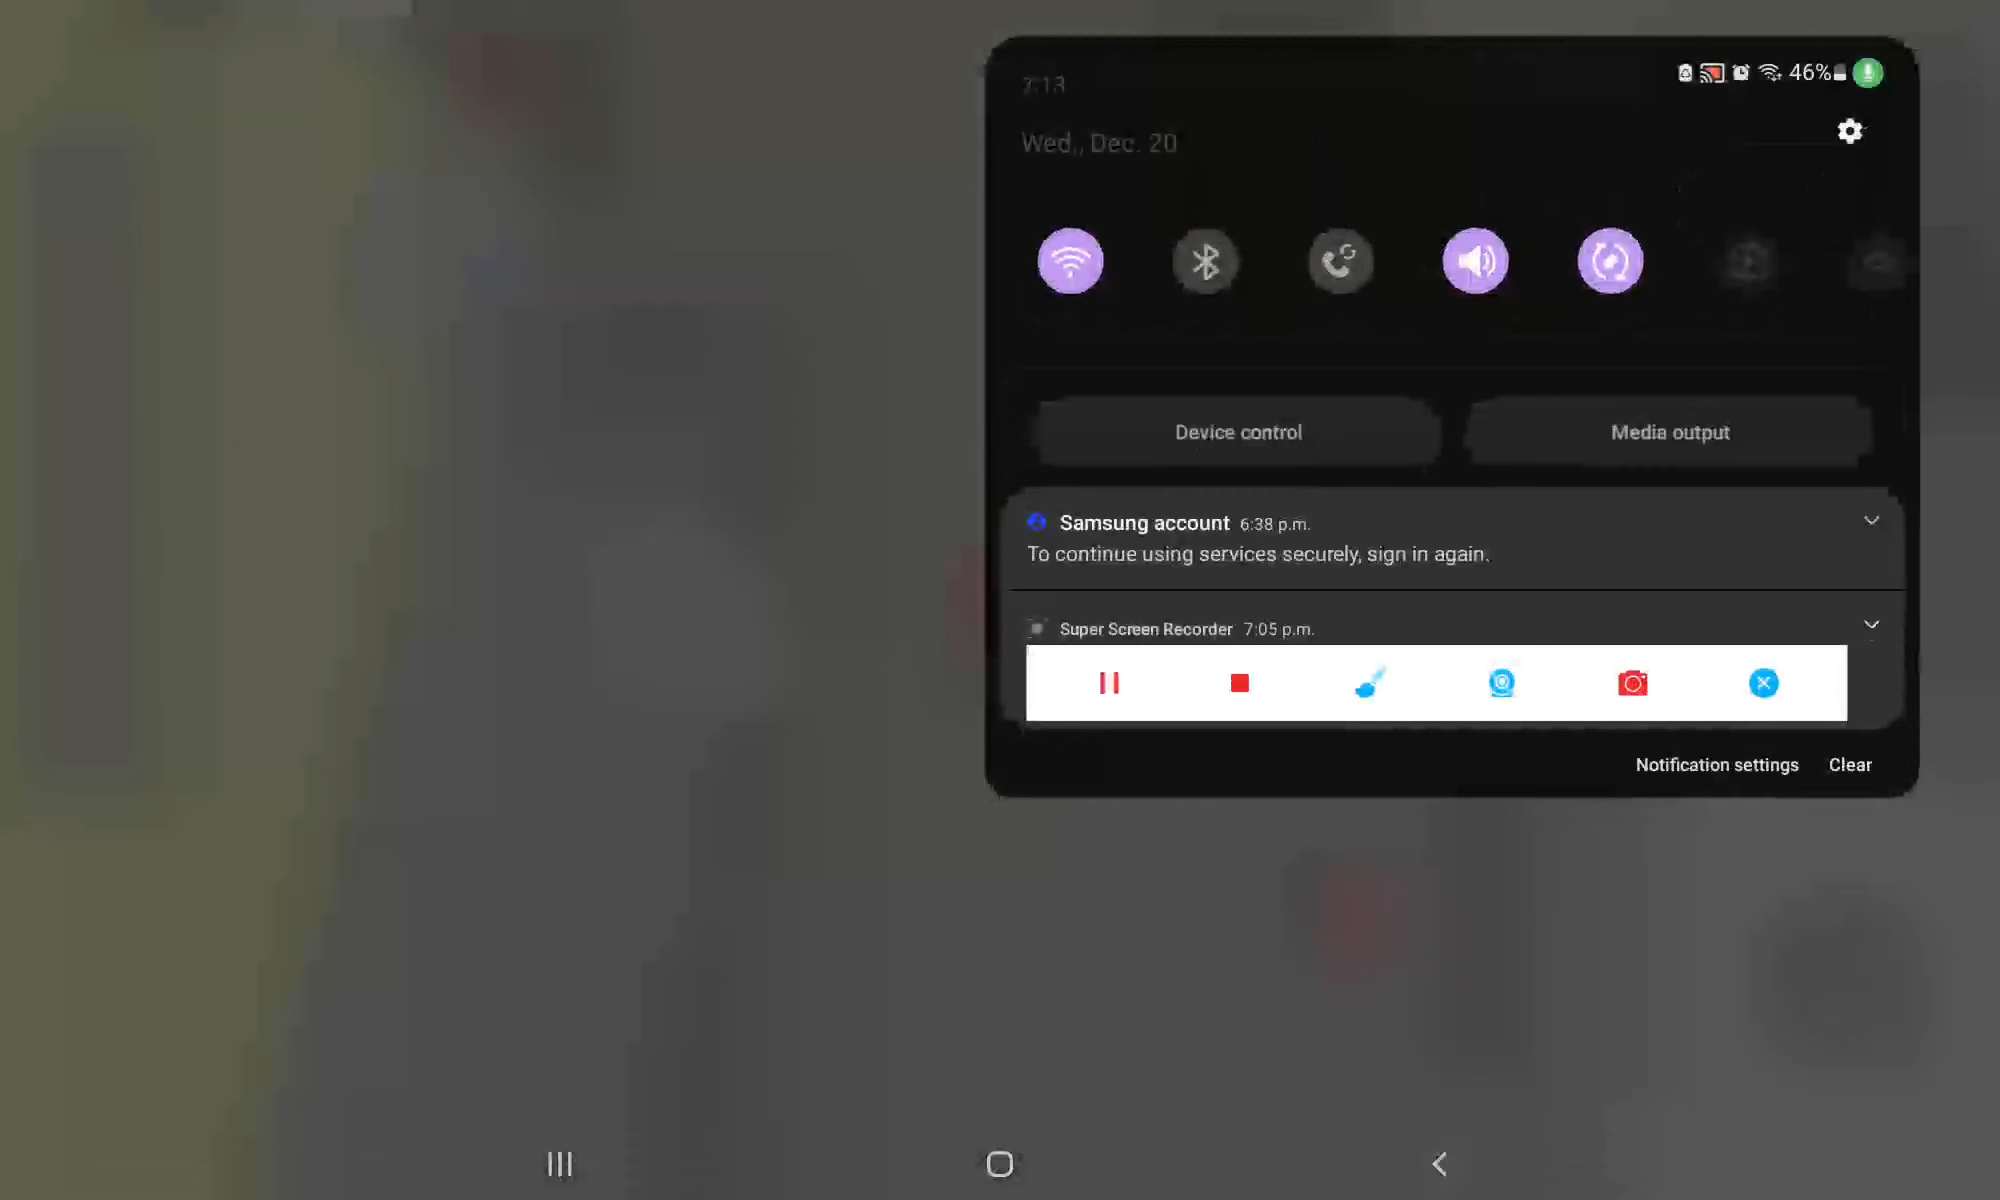 7:13
46%
Wed., Dec. 20
Device control
Media output
Samsung account 6:38 p.m.
To continue using services securely, sign in again.
Super Screen Recorder 7:05 p.m.
Notification settings Clear